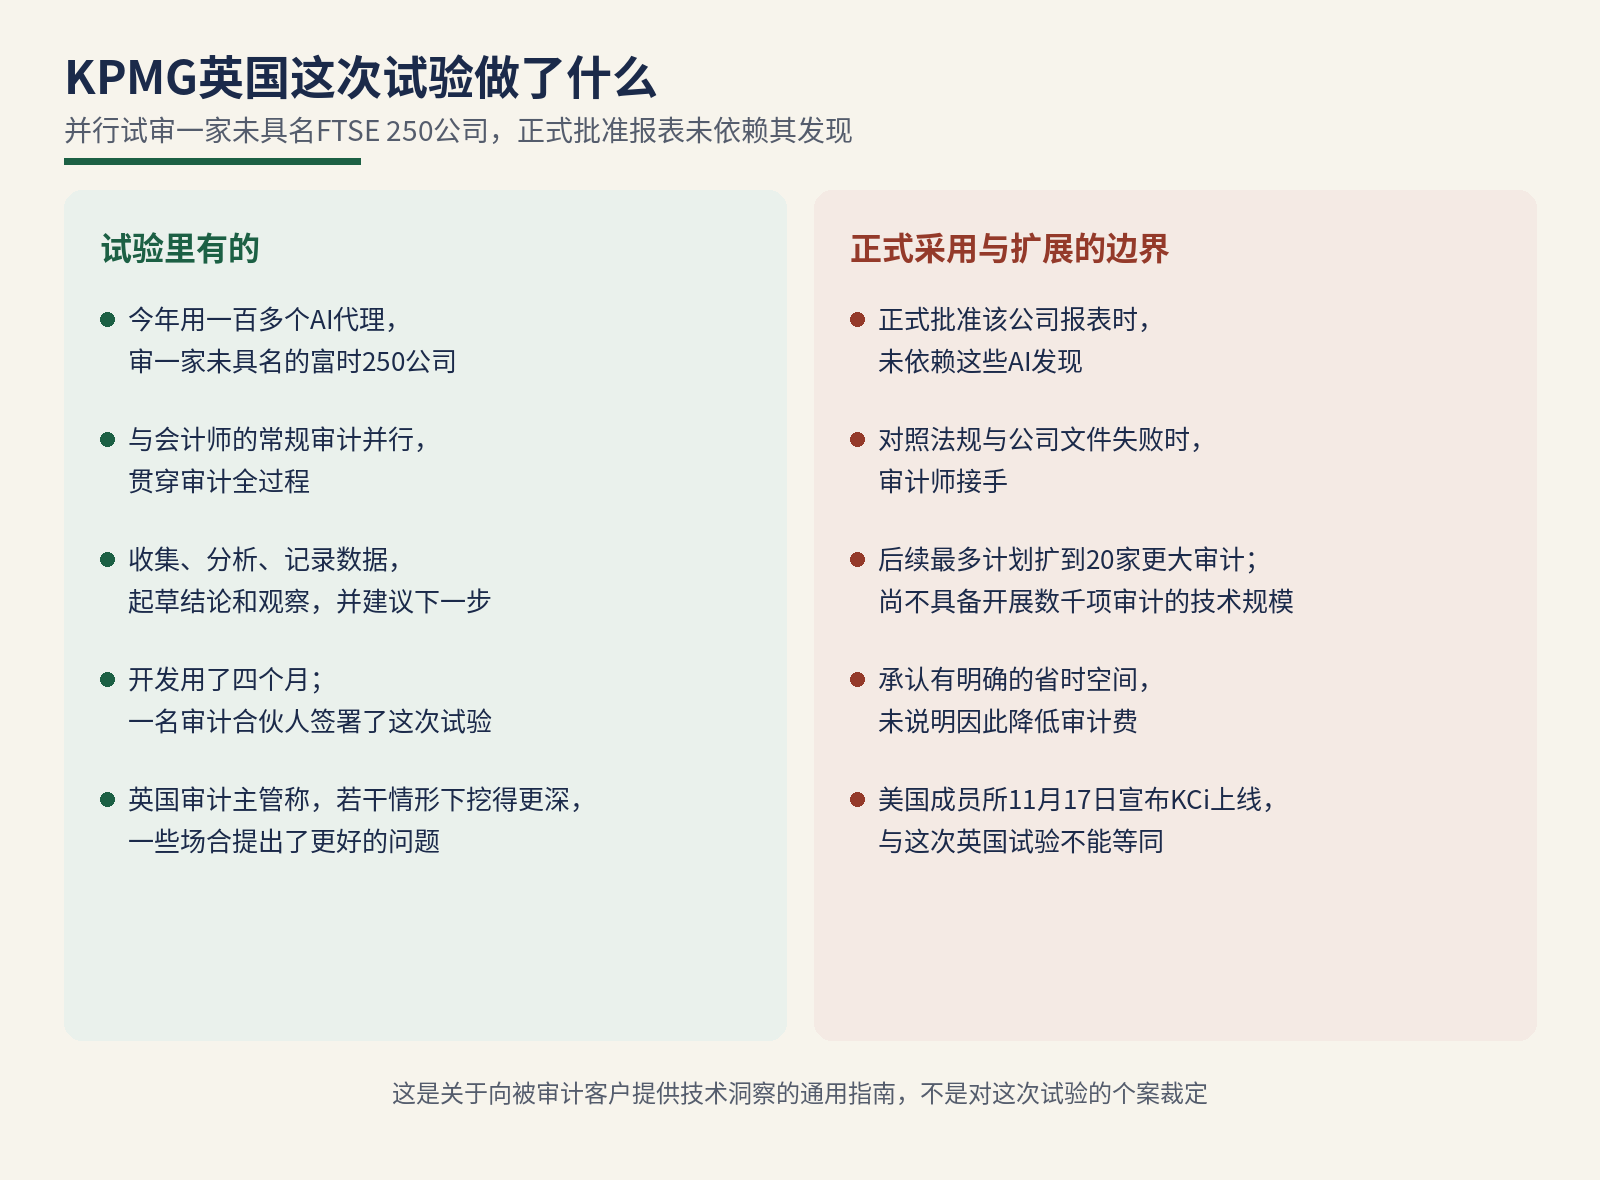 KPMG英国这次试验做了什么
并行试审一家未具名FTSE 250公司，正式批准报表未依赖其发现
试验里有的
今年用一百多个AI代理，
审一家未具名的富时250公司
与会计师的常规审计并行，
贯穿审计全过程
收集、分析、记录数据，
起草结论和观察，并建议下一步
开发用了四个月；
一名审计合伙人签署了这次试验
英国审计主管称，若干情形下挖得更深，
一些场合提出了更好的问题
正式采用与扩展的边界
正式批准该公司报表时，
未依赖这些AI发现
对照法规与公司文件失败时，
审计师接手
后续最多计划扩到20家更大审计；
尚不具备开展数千项审计的技术规模
承认有明确的省时空间，
未说明因此降低审计费
美国成员所11月17日宣布KCi上线，
与这次英国试验不能等同
这是关于向被审计客户提供技术洞察的通用指南，不是对这次试验的个案裁定